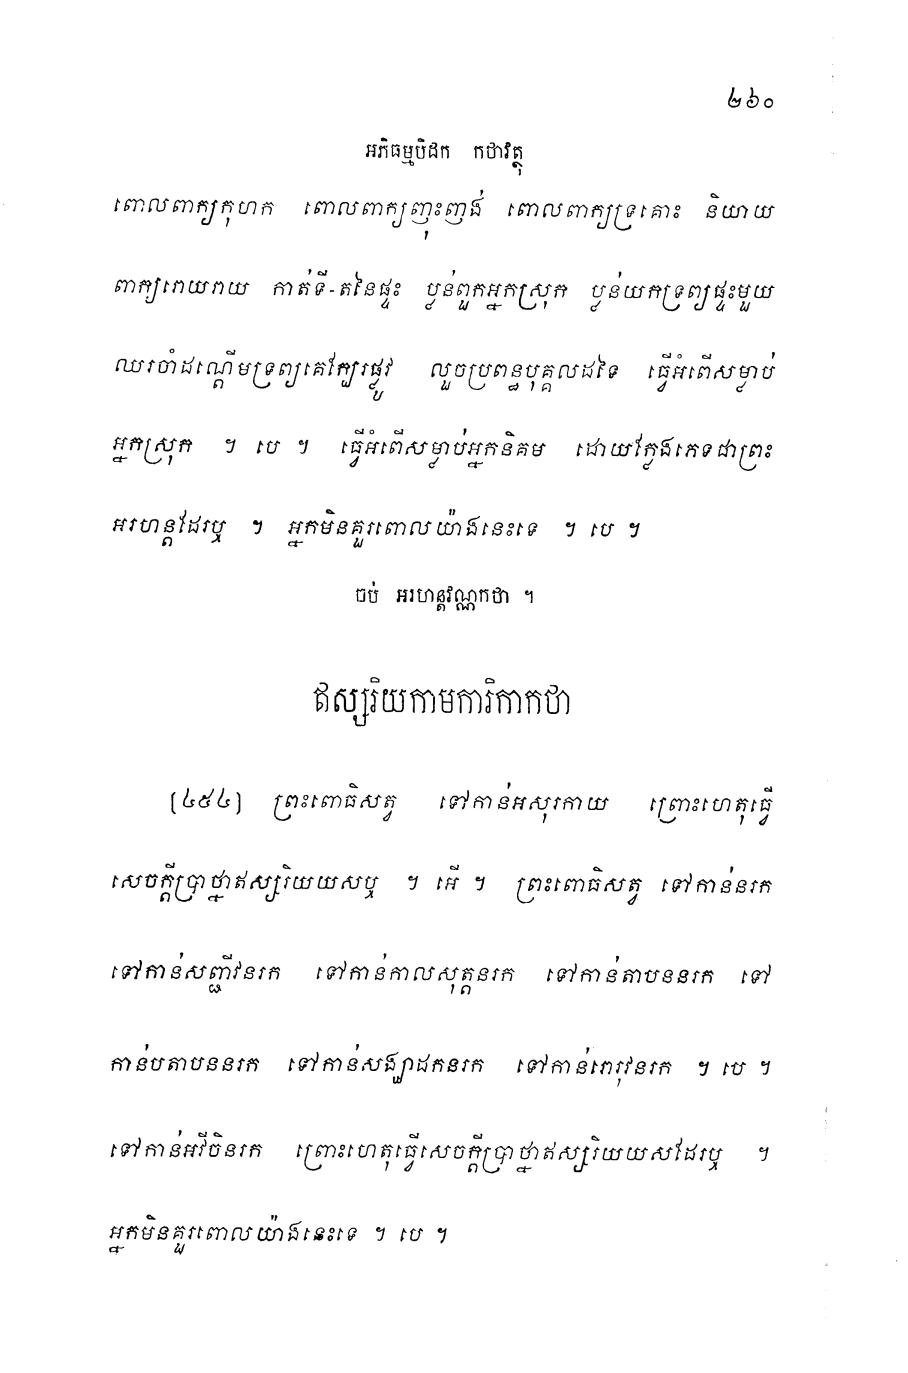 ២៦០
អភិធម្មបិដក កថាវត្ថុ
ពោលពាក្យកុហក ពោលពាក្យញុះញង់ ពោលពាក្យទ្រគោះ និយាយ
ពាក្យរោយរាយ កាត់ទី-តនៃផ្ទះ ប្លន់ពួកអ្នកស្រុក ប្លន់យកទ្រព្យផ្ទះមួយ
ឈរចាំដណ្តើមទ្រព្យគេក្បែរផ្លូវ លួចប្រពន្ធបុគ្គលដទៃ ធ្វើអំពើសម្លាប់
អ្នកស្រុក ។ បេ ។ ធ្វើអំពើសម្លាប់អ្នកនិគម ដោយក្លែងភេទជាព្រះ
អរហន្តដែរឬ ។ អ្នកមិនគួរពោលយ៉ាងនេះទេ ។ បេ ។
ចប់ អរហន្តវណ្ណកថា ។
ឥស្សរិយកាមការិកាកថា
(៤៥៤) ព្រះពោធិសត្វ ទៅកាន់អសុរកាយ ព្រោះហេតុធ្វើ
សេចក្តីប្រាថ្នាឥស្សរិយយសឬ ។ អើ ។ ព្រះពោធិសត្វ ទៅកាន់នរក
ទៅកាន់សញ្ជីវនរក ទៅកាន់កាលសុត្តនរក ទៅកាន់តាបននរក ទៅ
កាន់បតាបននរក ទៅកាន់សង្ឃាដកនរក ទៅកាន់រោរុវនរក ។ បេ ។
ទៅកាន់អវីចិនរក ព្រោះហេតុធ្វើសេចក្តីប្រាថ្នាឥស្សរិយយសដែរឬ ។
អ្នកមិនគួរពោលយ៉ាងនេះទេ ។ បេ ។